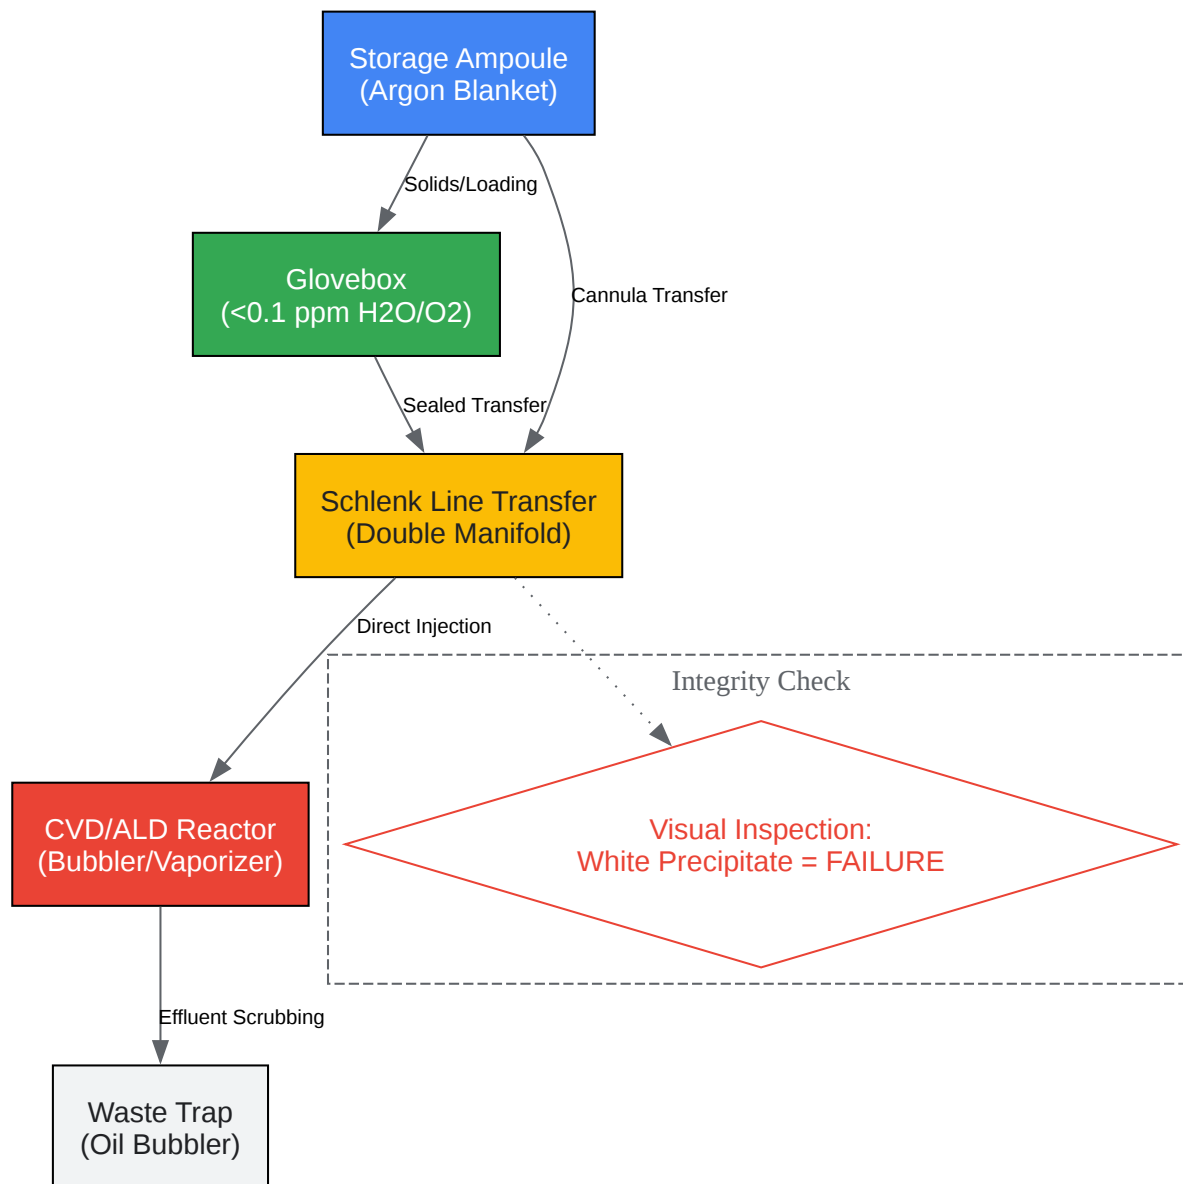 Storage Ampoule
(Argon Blanket)
Solids/Loading
Glovebox
(<0.1 ppm H2O/O2)
Cannula Transfer
Sealed Transfer
Schlenk Line Transfer
(Double Manifold)
Direct Injection
Integrity Check
CVD/ALD Reactor
(Bubbler/Vaporizer)
Visual Inspection:
White Precipitate = FAILURE
Effluent Scrubbing
Waste Trap
(Oil Bubbler)